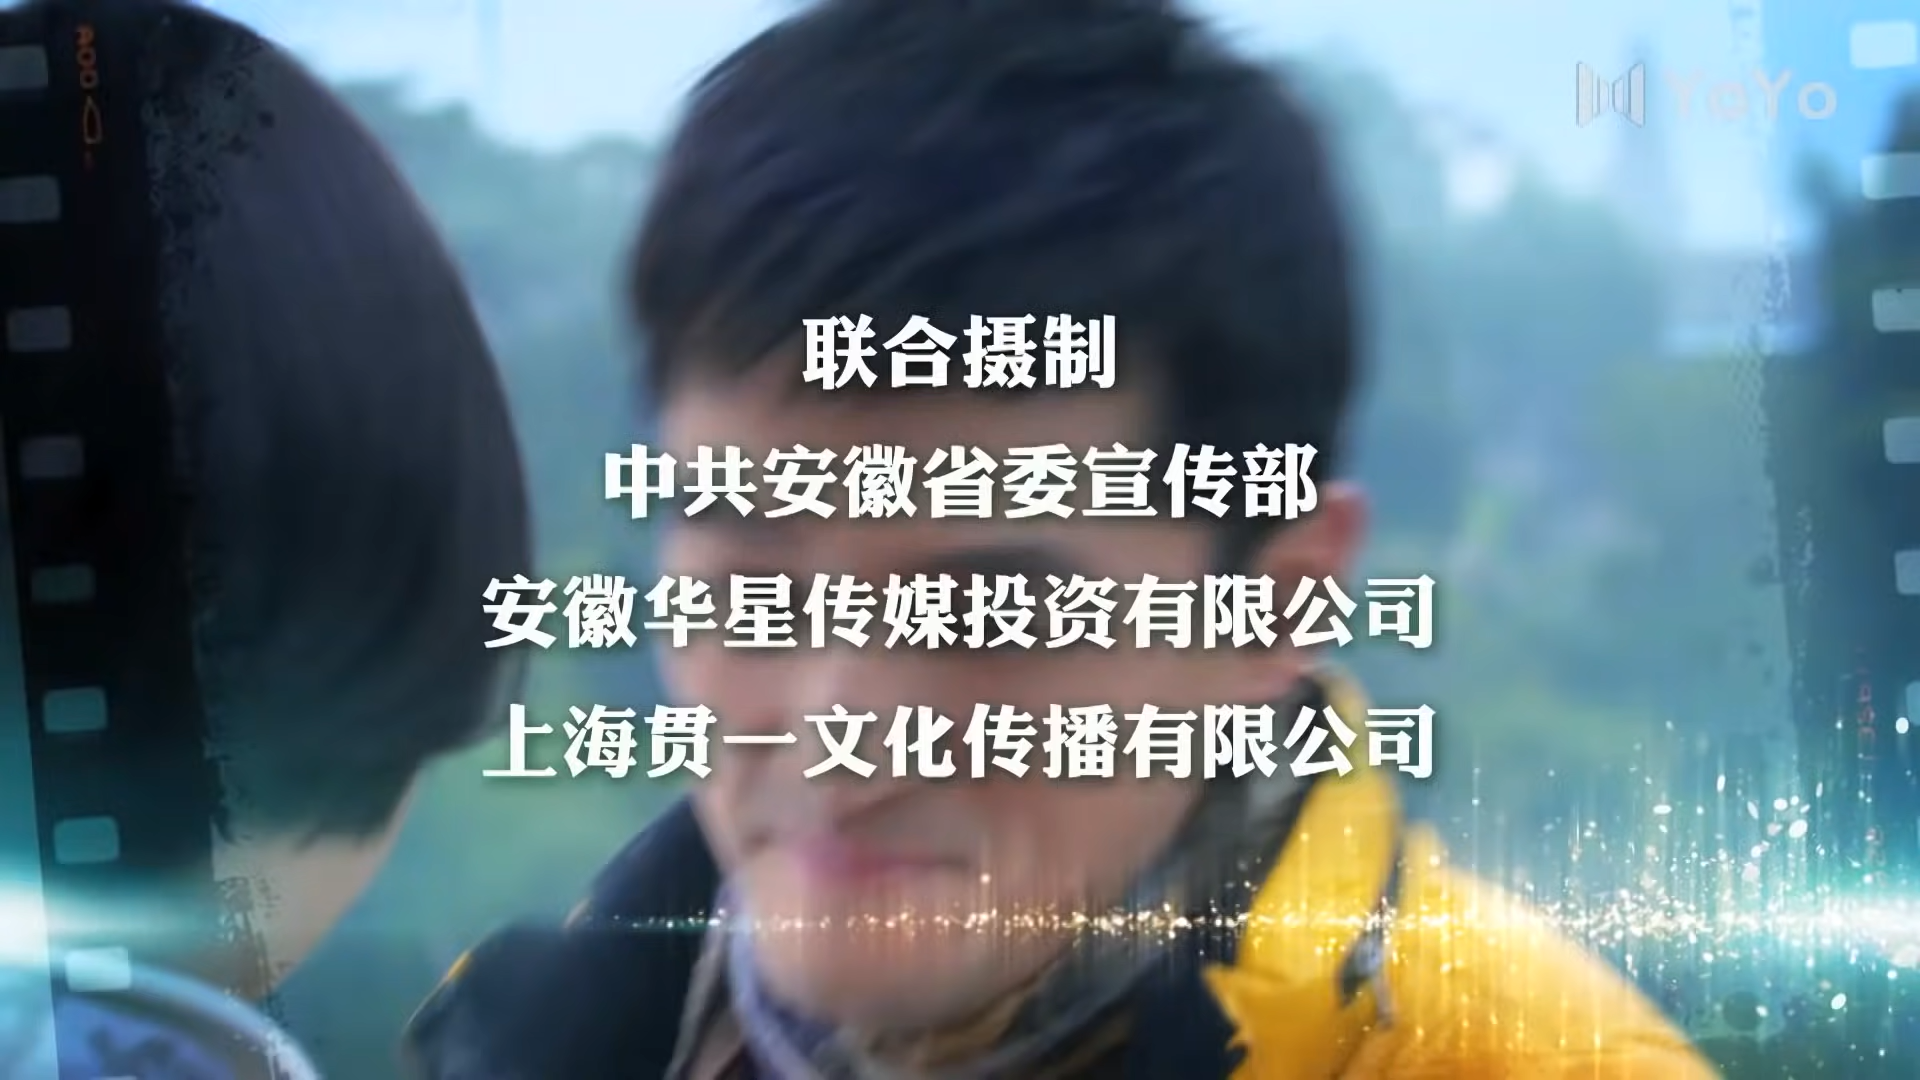 YoYo
联合摄制
中共安徽省委宣传部
安徽华星传媒投资有限公司
上海贯一文化传播有限公司